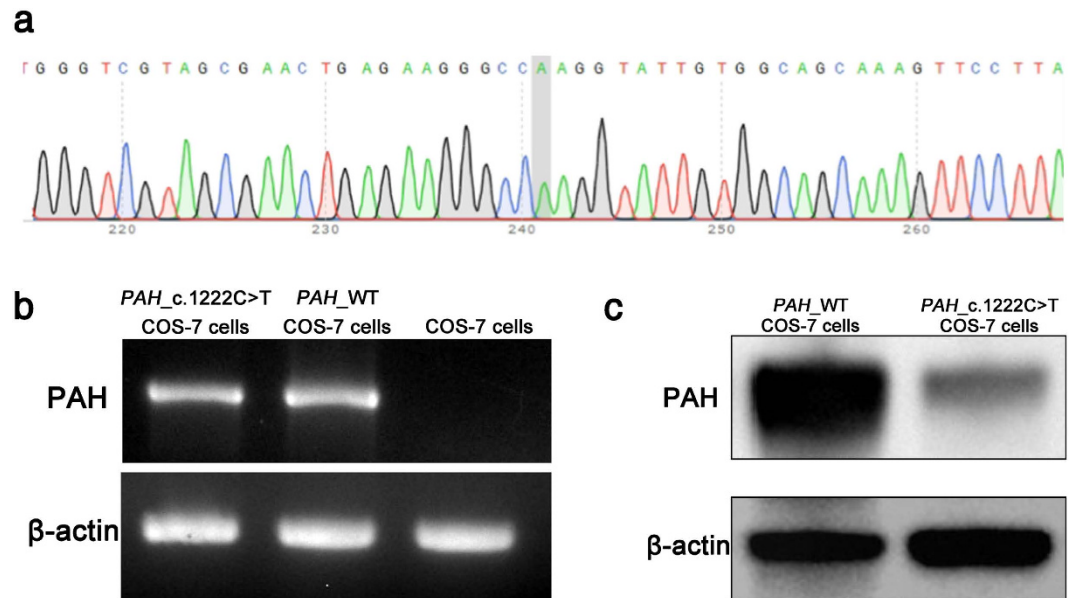 a
T G G G T C G T A G C G A A C T G A G A A G G G C C A A G G T A T T G T G G C A G C A A A G T T C C T T A
220 230 240 250 260
b
PAH_c.1222C>T PAH_WT
COS-7 cells COS-7 cells COS-7 cells
PAH
β-actin
c
PAH_WT PAH_c.1222C>T
COS-7 cells COS-7 cells
PAH
β-actin